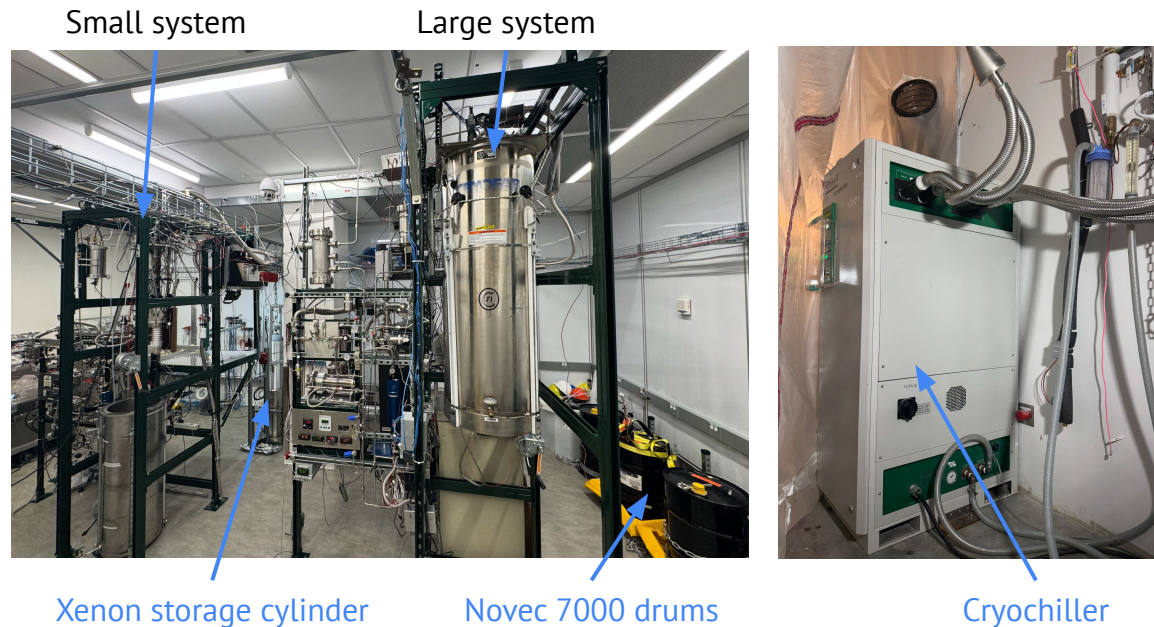 Small system
Large system
Xenon storage cylinder
Novec 7000 drums
Cryochiller